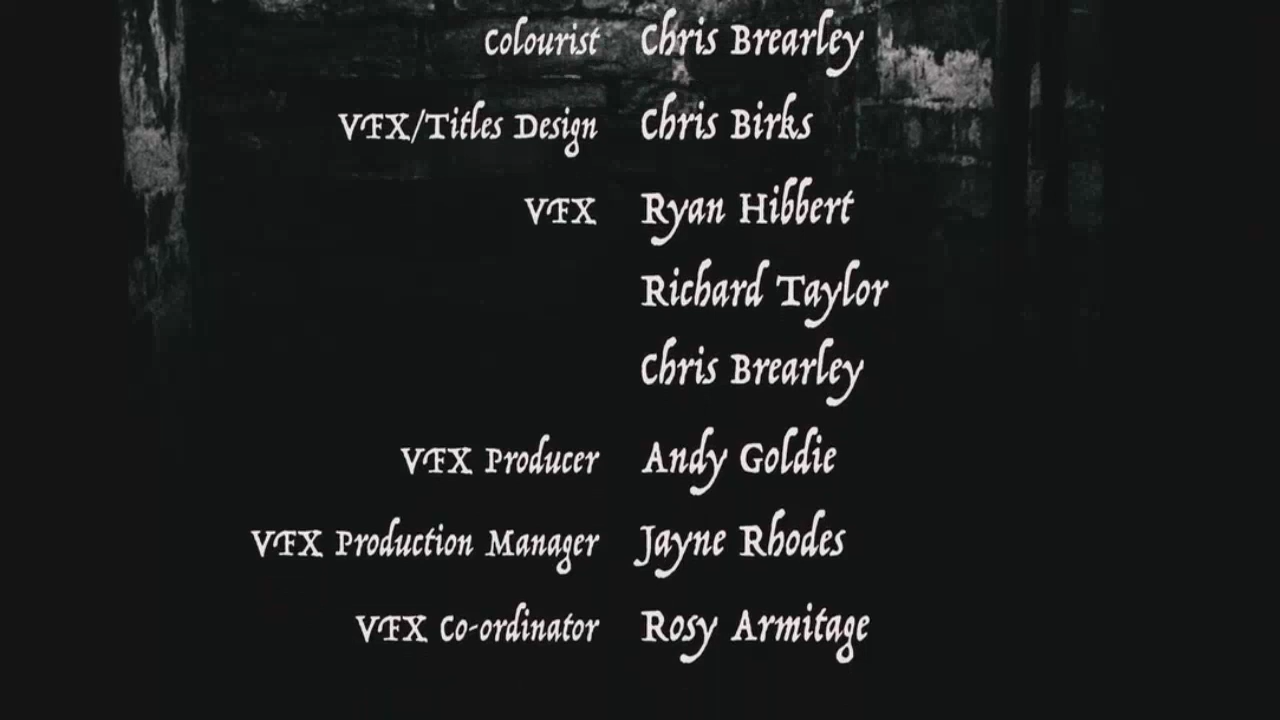 Colourist Chris Brearley
VFX/Titles Design Chris Birks
VFX Ryan Hibbert
Richard Taylor
Chris Brearley
VFX Producer Andy Goldie
VFX Production Manager Jayne Rhodes
VFX Co-ordinator Rosy Armitage